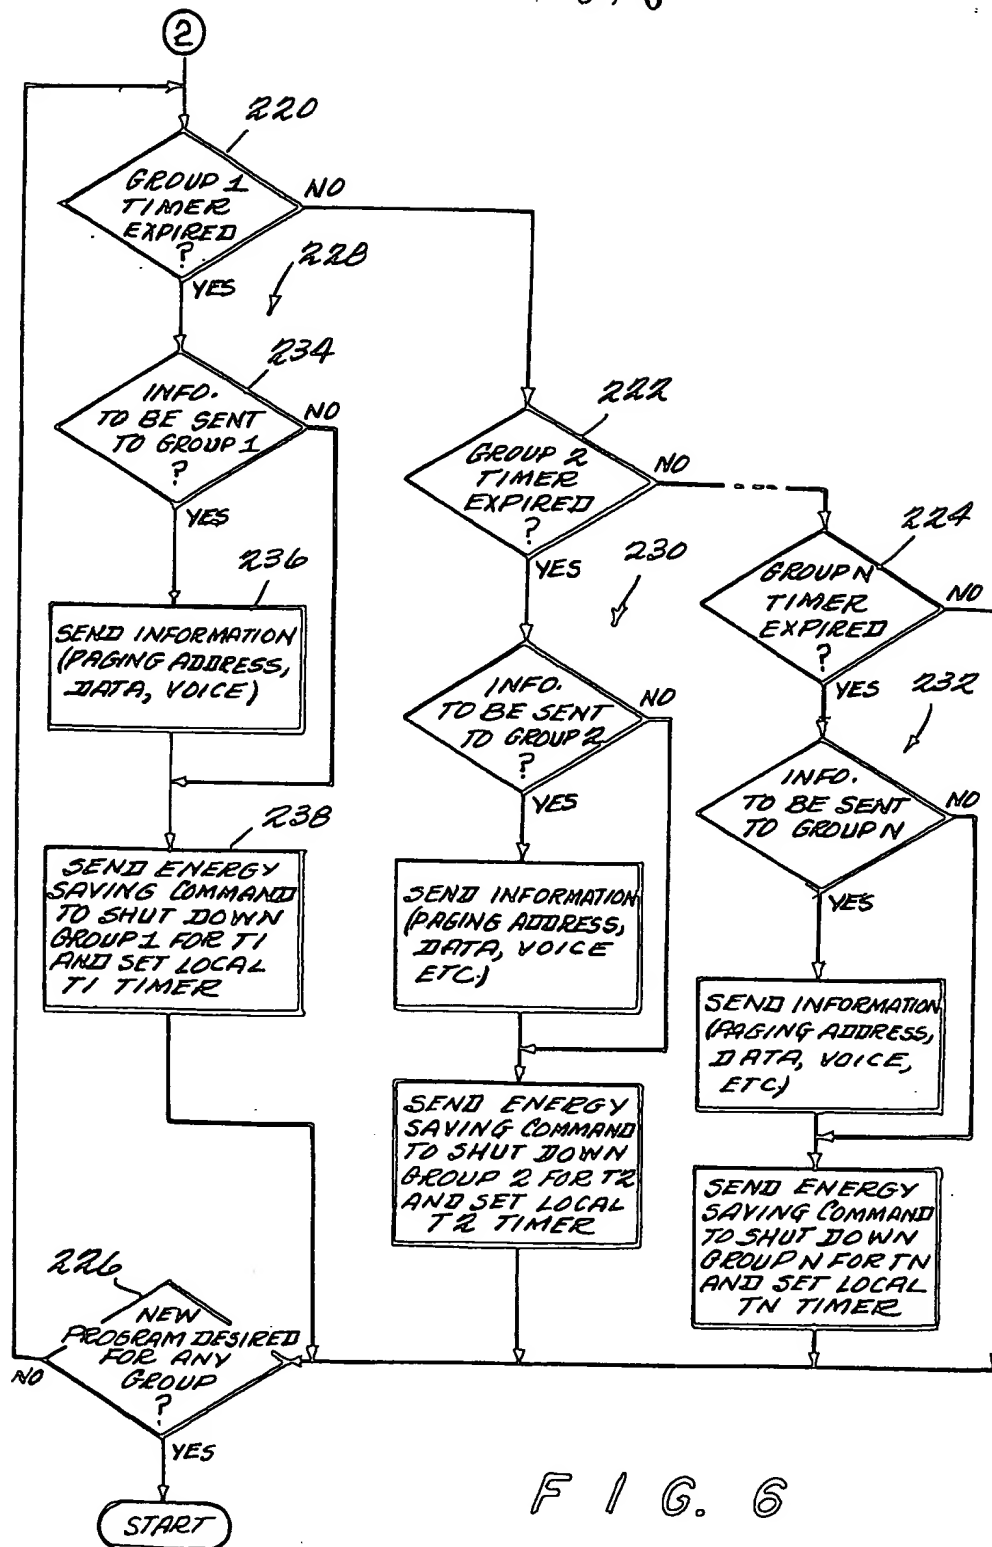 2
220
GROUP 1
TIMER
EXPIRED
?
NO
YES
228
234
INFO.
TO BE SENT
TO GROUP 1
?
NO
YES
236
SEND INFORMATION
(PAGING ADDRESS,
DATA, VOICE)
238
SEND ENERGY
SAVING COMMAND
TO SHUT DOWN
GROUP 1 FOR T1
AND SET LOCAL
T1 TIMER
222
GROUP 2
TIMER
EXPIRED
?
NO
YES
230
INFO.
TO BE SENT
TO GROUP 2
?
NO
YES
SEND INFORMATION
(PAGING ADDRESS,
DATA, VOICE
ETC.)
SEND ENERGY
SAVING COMMAND
TO SHUT DOWN
GROUP 2 FOR T2
AND SET LOCAL
T2 TIMER
224
GROUP N
TIMER
EXPIRED
?
NO
YES
232
INFO.
TO BE SENT
TO GROUP N
NO
YES
SEND INFORMATION
(PAGING ADDRESS,
DATA, VOICE,
ETC.)
SEND ENERGY
SAVING COMMAND
TO SHUT DOWN
GROUP N FOR TN
AND SET LOCAL
TN TIMER
226
NEW
PROGRAM DESIRED
FOR ANY
GROUP
?
NO
YES
START
FIG. 6